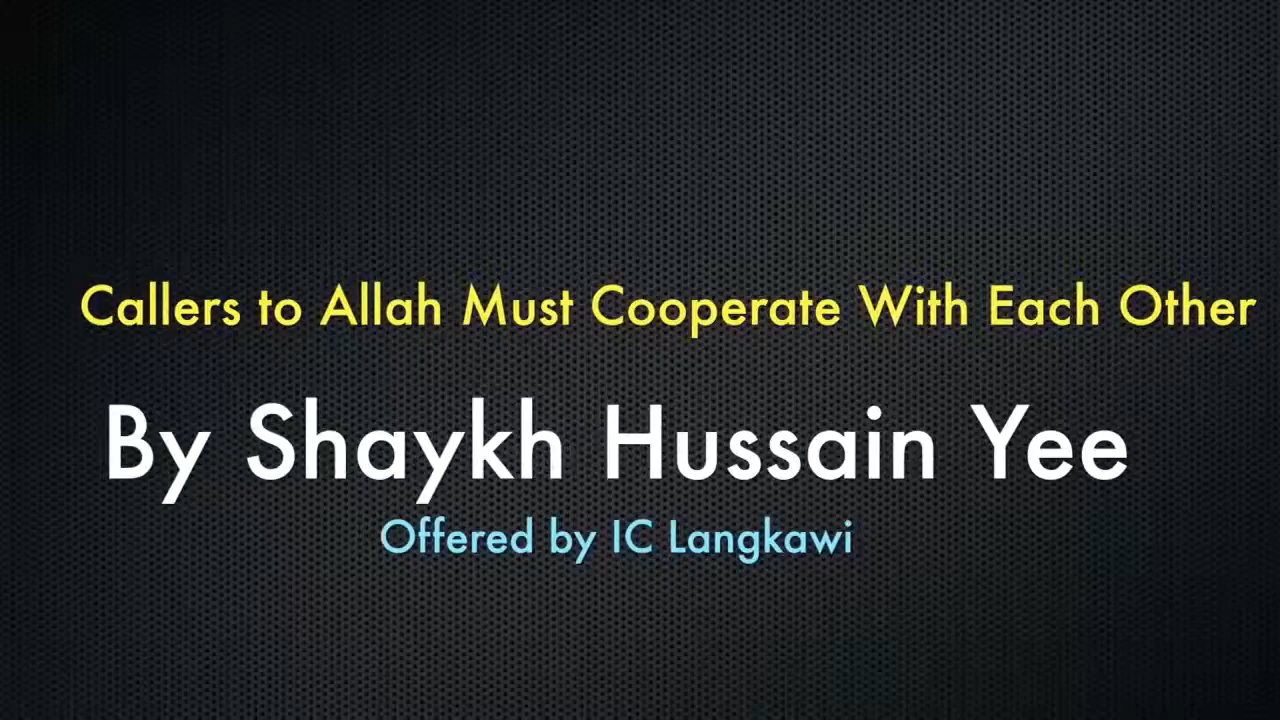 Callers to Allah Must Cooperate With Each Other
By Shaykh Hussain Yee
Offered by IC Langkawi